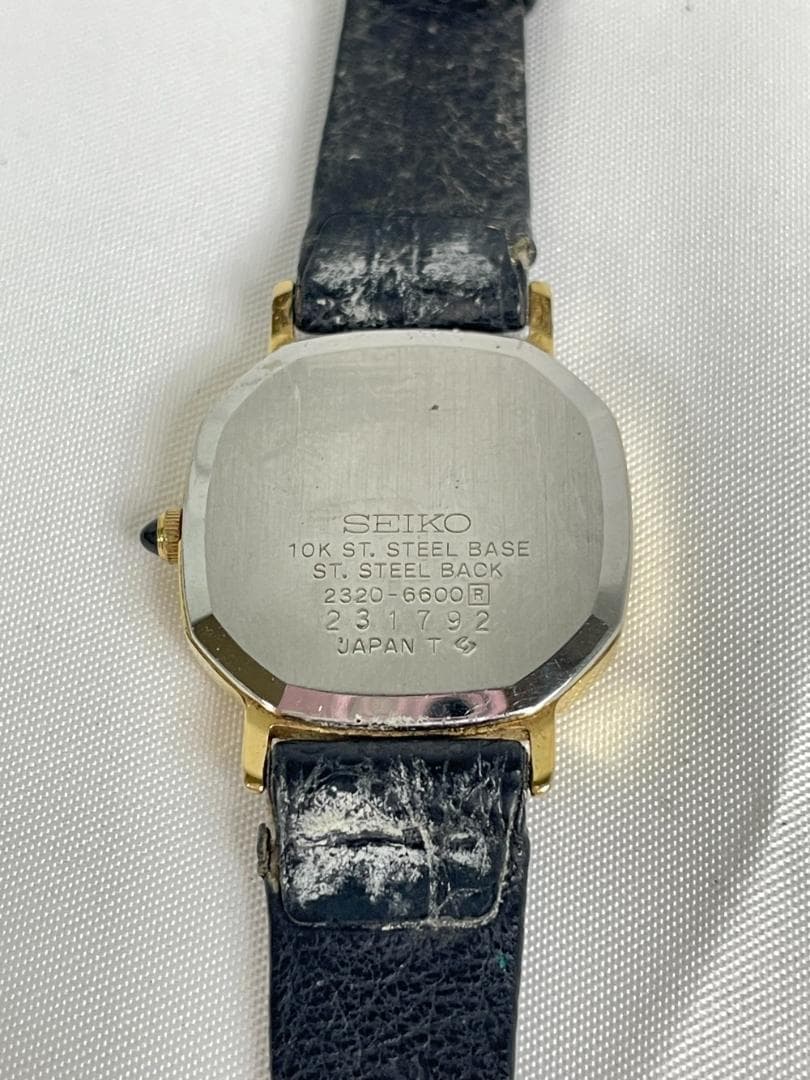 SEIKO
10K ST. STEEL BASE
ST. STEEL BACK
2320-6600 R
231792
JAPAN T